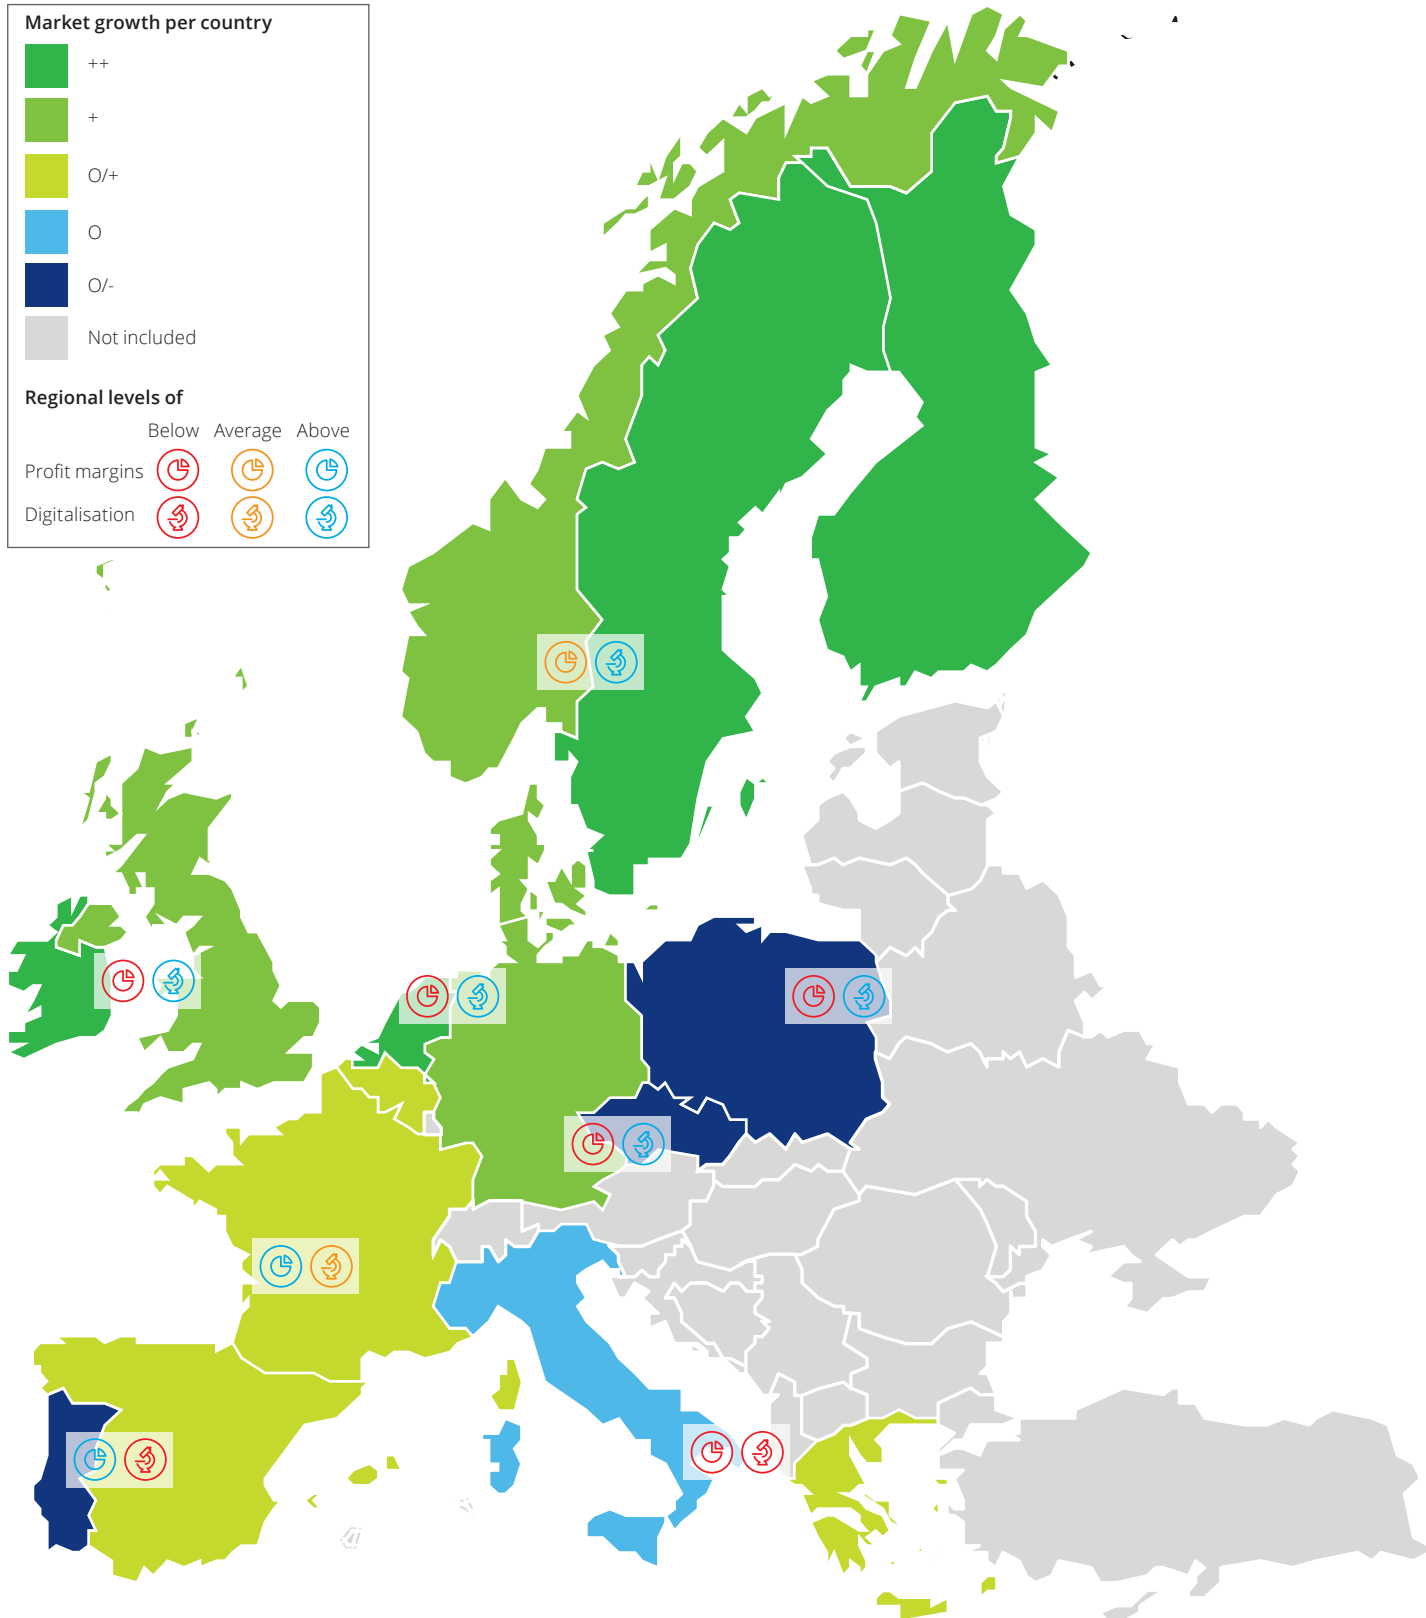 Market growth per country
++
+
O/+
O
O/-
Not included
Regional levels of
Below Average Above
Profit margins
Digitalisation